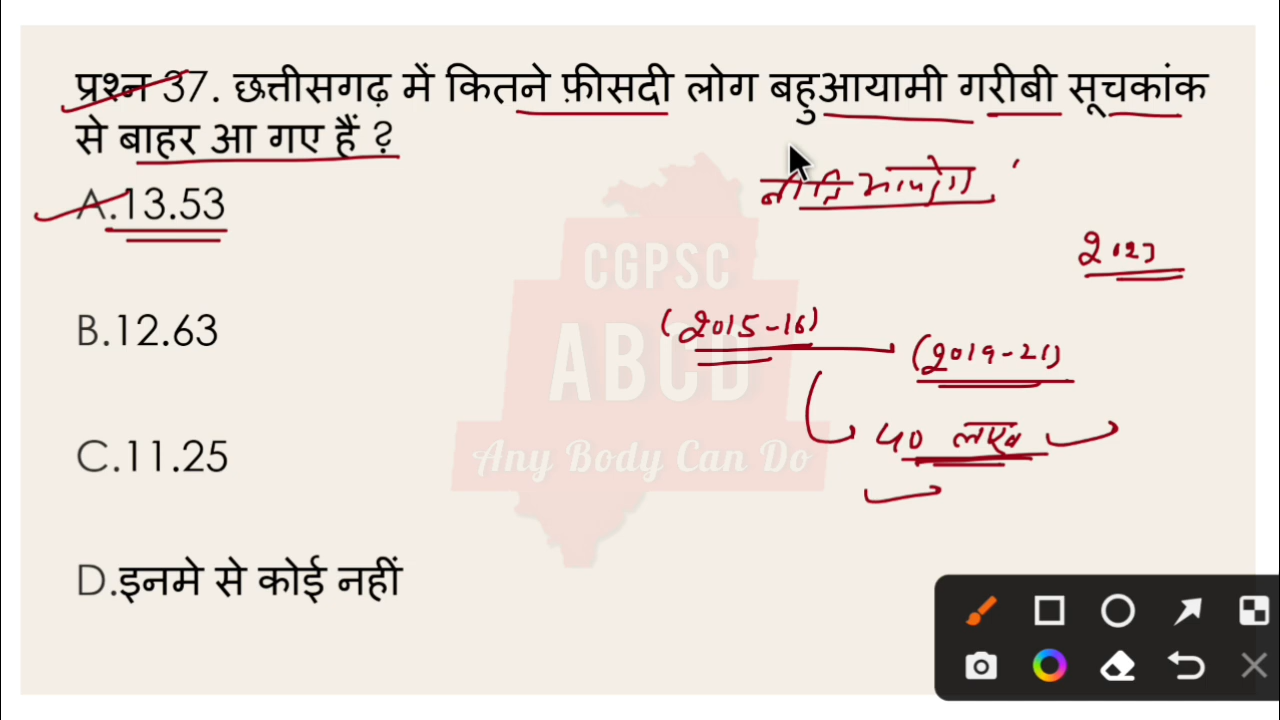 प्रश्न 37. छत्तीसगढ़ में कितने फ़ीसदी लोग बहुआयामी गरीबी सूचकांक
से बाहर आ गए हैं ?
A.13.53
नीति आयोग
2023
B.12.63
(2015-16)
(2019-21)
40 लाख
C.11.25
D.इनमे से कोई नहीं
CGPSC
ABCD
Any Body Can Do